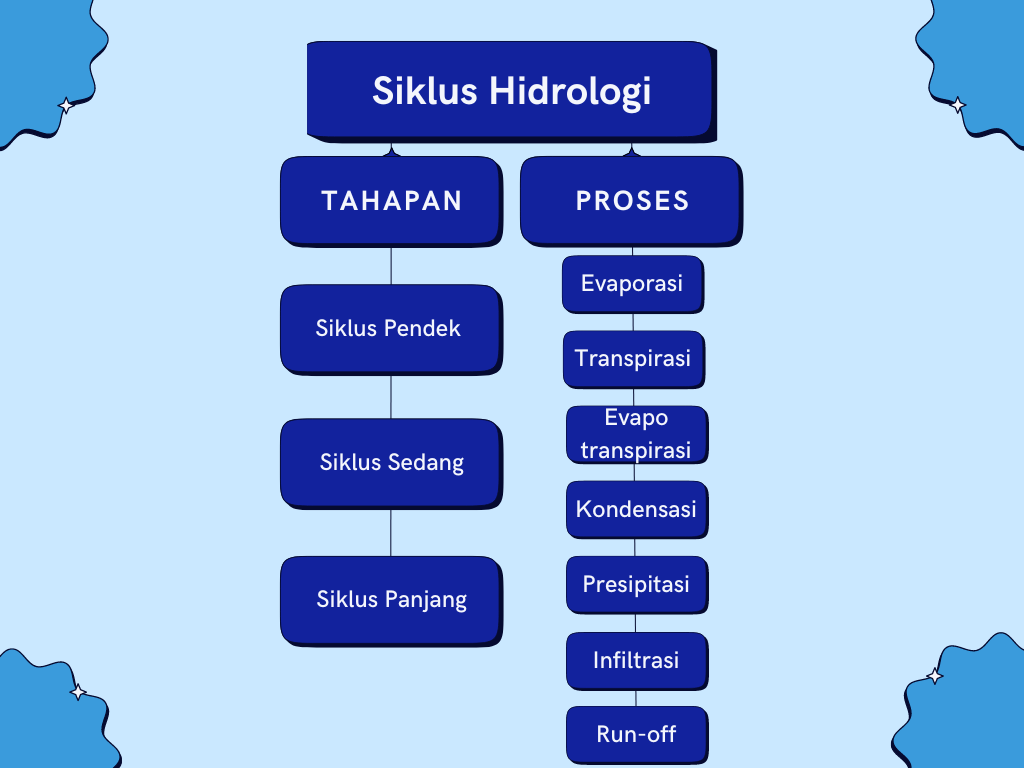 Siklus Hidrologi
TAHAPAN
Siklus Pendek
Siklus Sedang
Siklus Panjang
PROSES
Evaporasi
Transpirasi
Evapo
transpirasi
Kondensasi
Presipitasi
Infiltrasi
Run-off